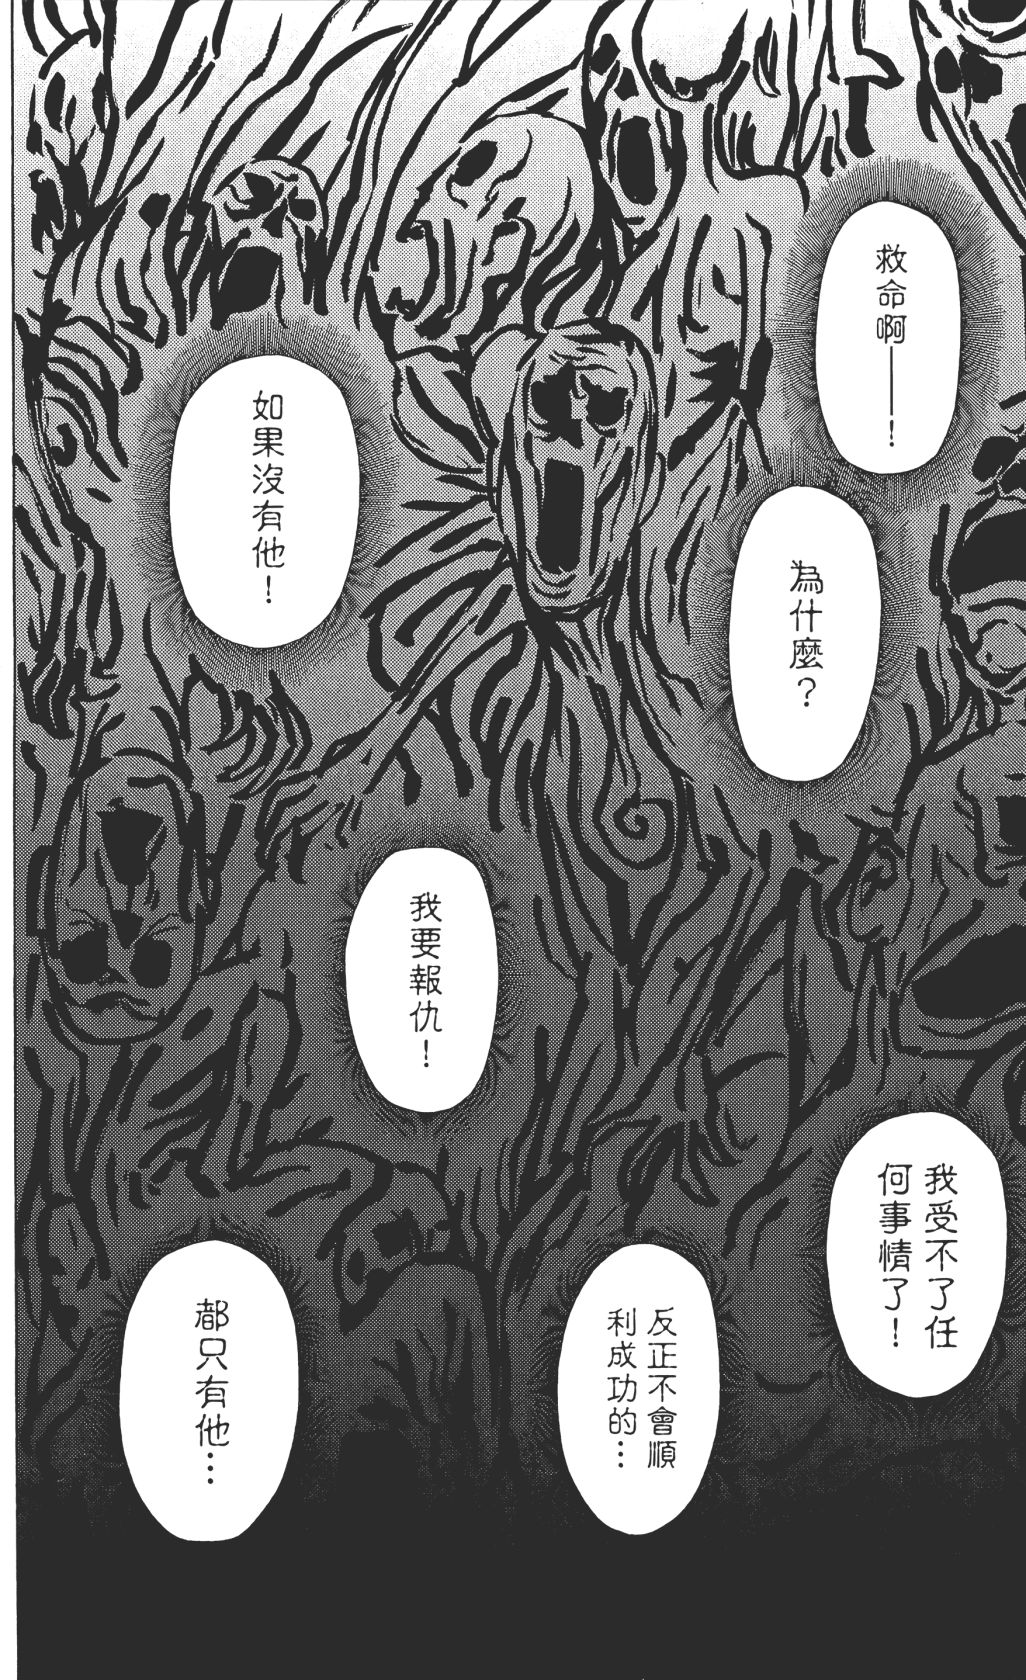 救命啊——！
為什麼？
如果沒有他！
我要報仇！
我受不了任
何事情了！
反正不會順
利成功的…
都只有他…